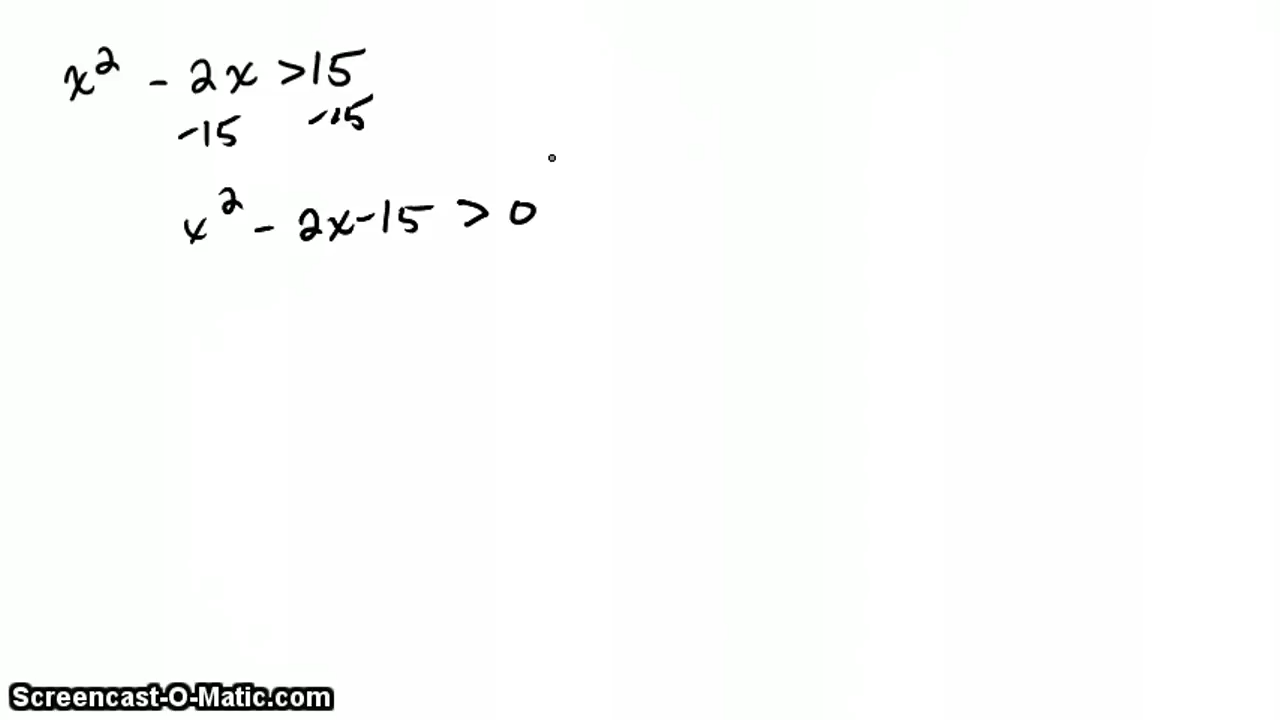 x² - 2x > 15
-15 -15
x² - 2x - 15 > 0
Screencast-O-Matic.com